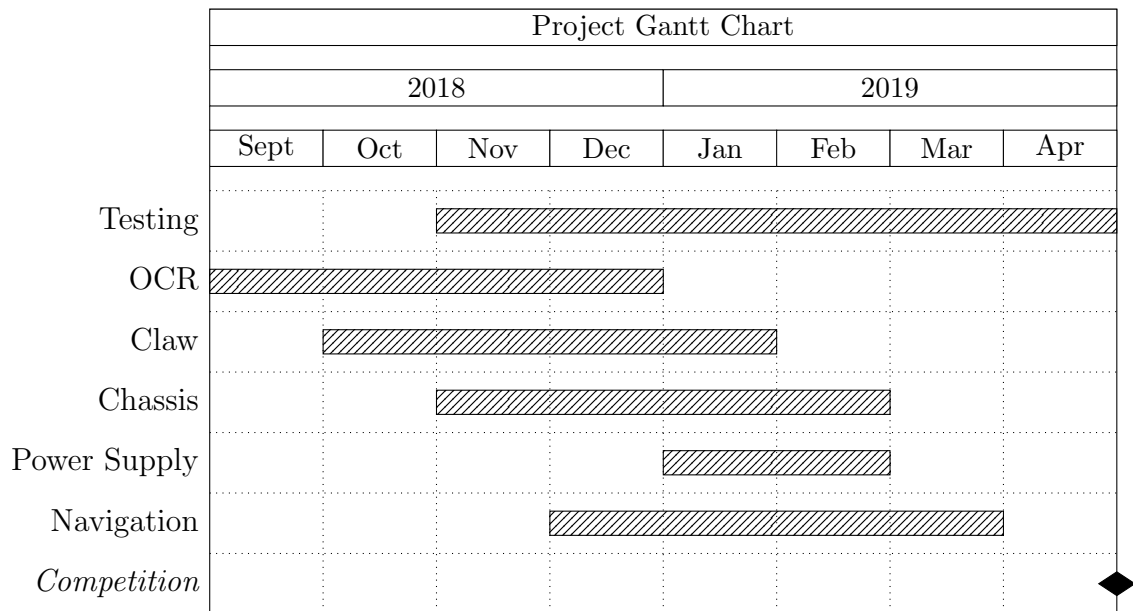 Project Gantt Chart
2018 2019
Sept Oct Nov Dec Jan Feb Mar Apr
Testing
OCR
Claw
Chassis
Power Supply
Navigation
Competition